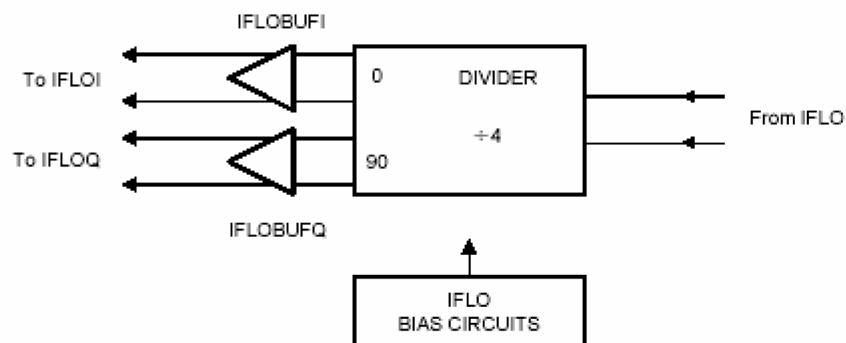 IFLOBUFI
To IFLOI
0
DIVIDER
From IFLO
÷4
To IFLOQ
90
IFLOBUFQ
IFLO
BIAS CIRCUITS